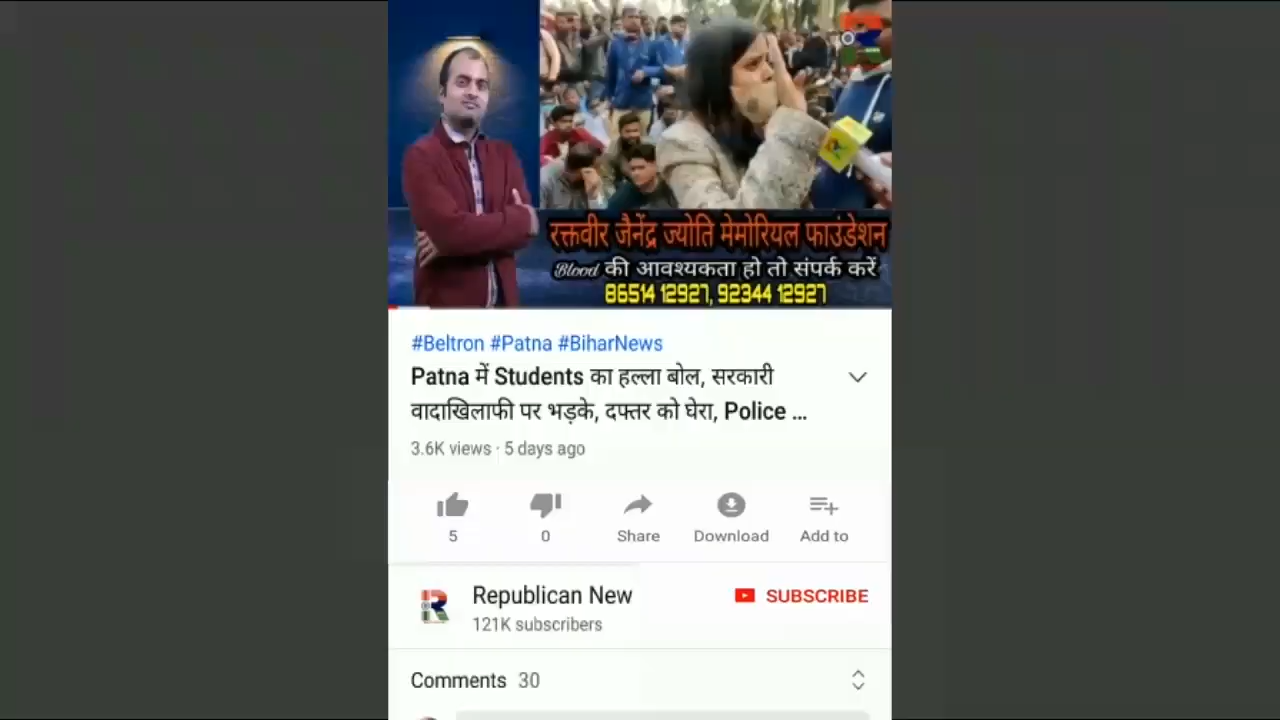 रक्तवीर जैनेंद्र ज्योति मेमोरियल फाउंडेशन
Blood की आवश्यकता हो तो संपर्क करें
86514 12927, 92344 12927
#Beltron #Patna #BiharNews
Patna में Students का हल्ला बोल, सरकारी
वादाखिलाफी पर भड़के, दफ्तर को घेरा, Police ...
3.6K views · 5 days ago
5
0
Share
Download
Add to
Republican New
SUBSCRIBE
121K subscribers
Comments 30